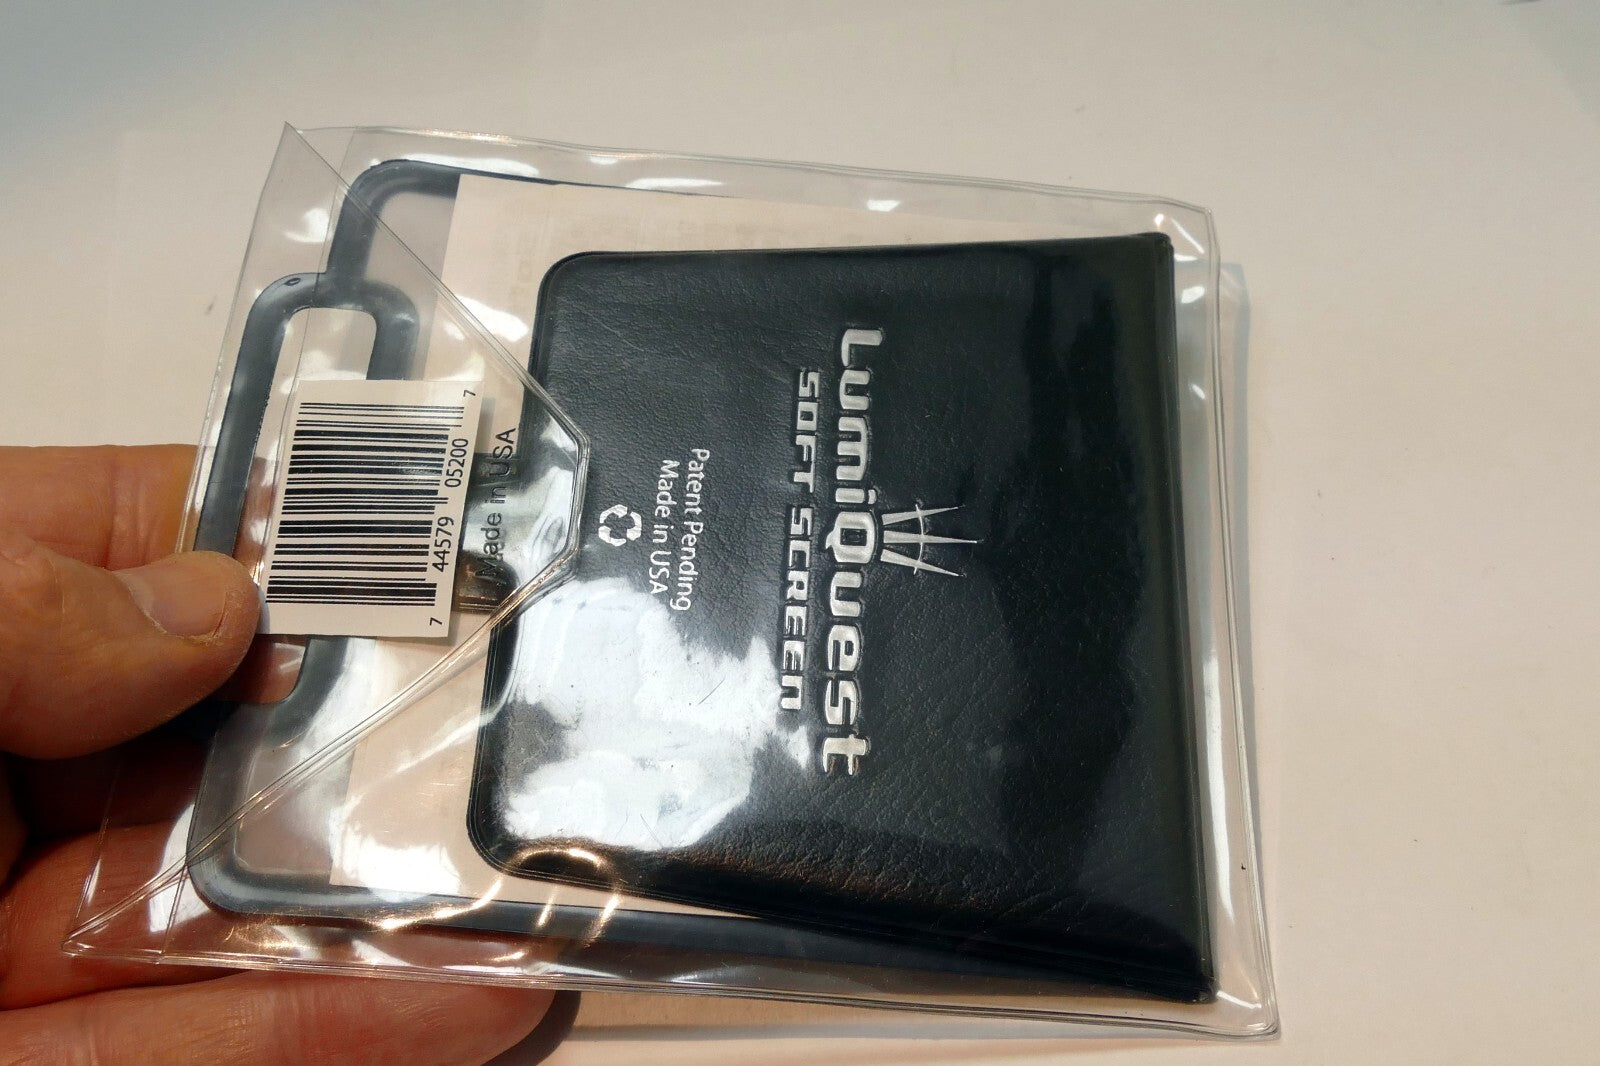 LumiQuest
SOFT SCREEN
Patent Pending
Made in USA
Made in USA
7 44579 05200 7